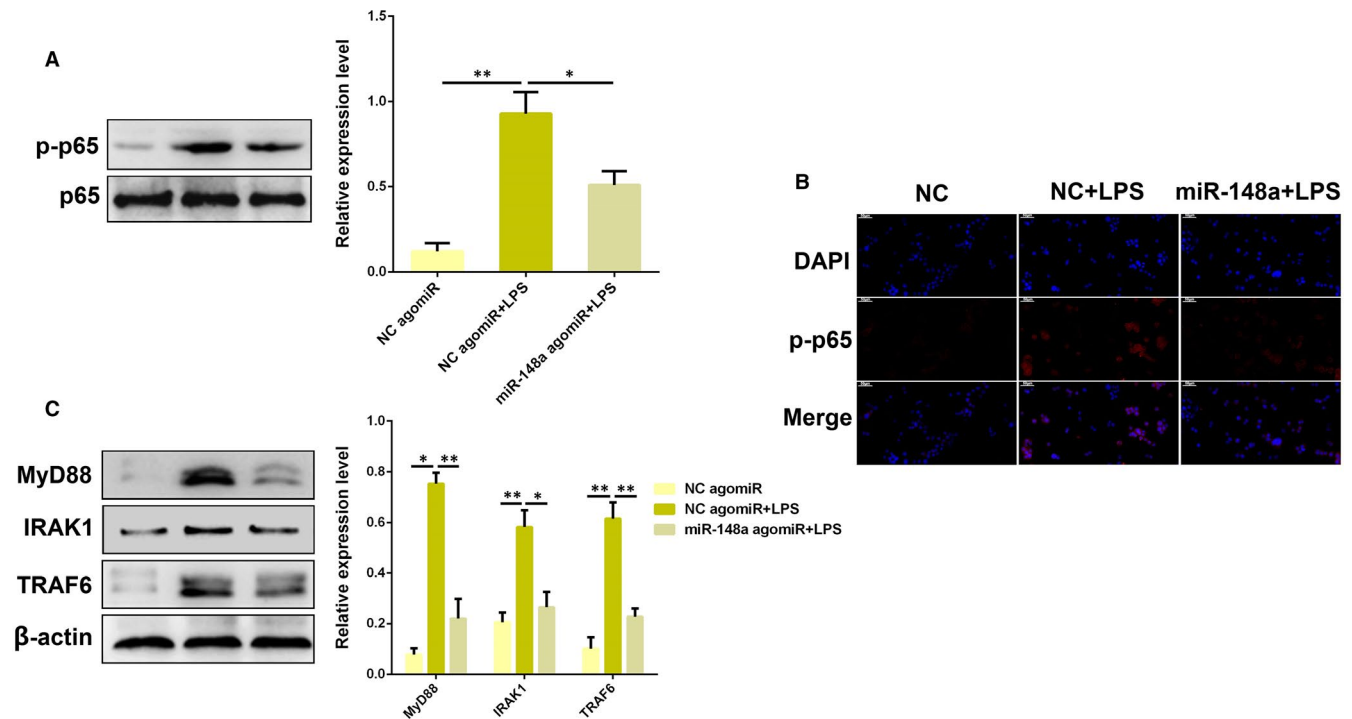 A
p-p65
p65
Relative expression level
1.5
1.0
0.5
0.0
**
*
NC agomiR
NC agomiR+LPS
miR-148a agomiR+LPS
B
NC
NC+LPS
miR-148a+LPS
DAPI
p-p65
Merge
C
MyD88
IRAK1
TRAF6
β-actin
Relative expression level
1.0
0.8
0.6
0.4
0.2
0.0
*
**
**
*
**
**
MyD88
IRAK1
TRAF6
NC agomiR
NC agomiR+LPS
miR-148a agomiR+LPS